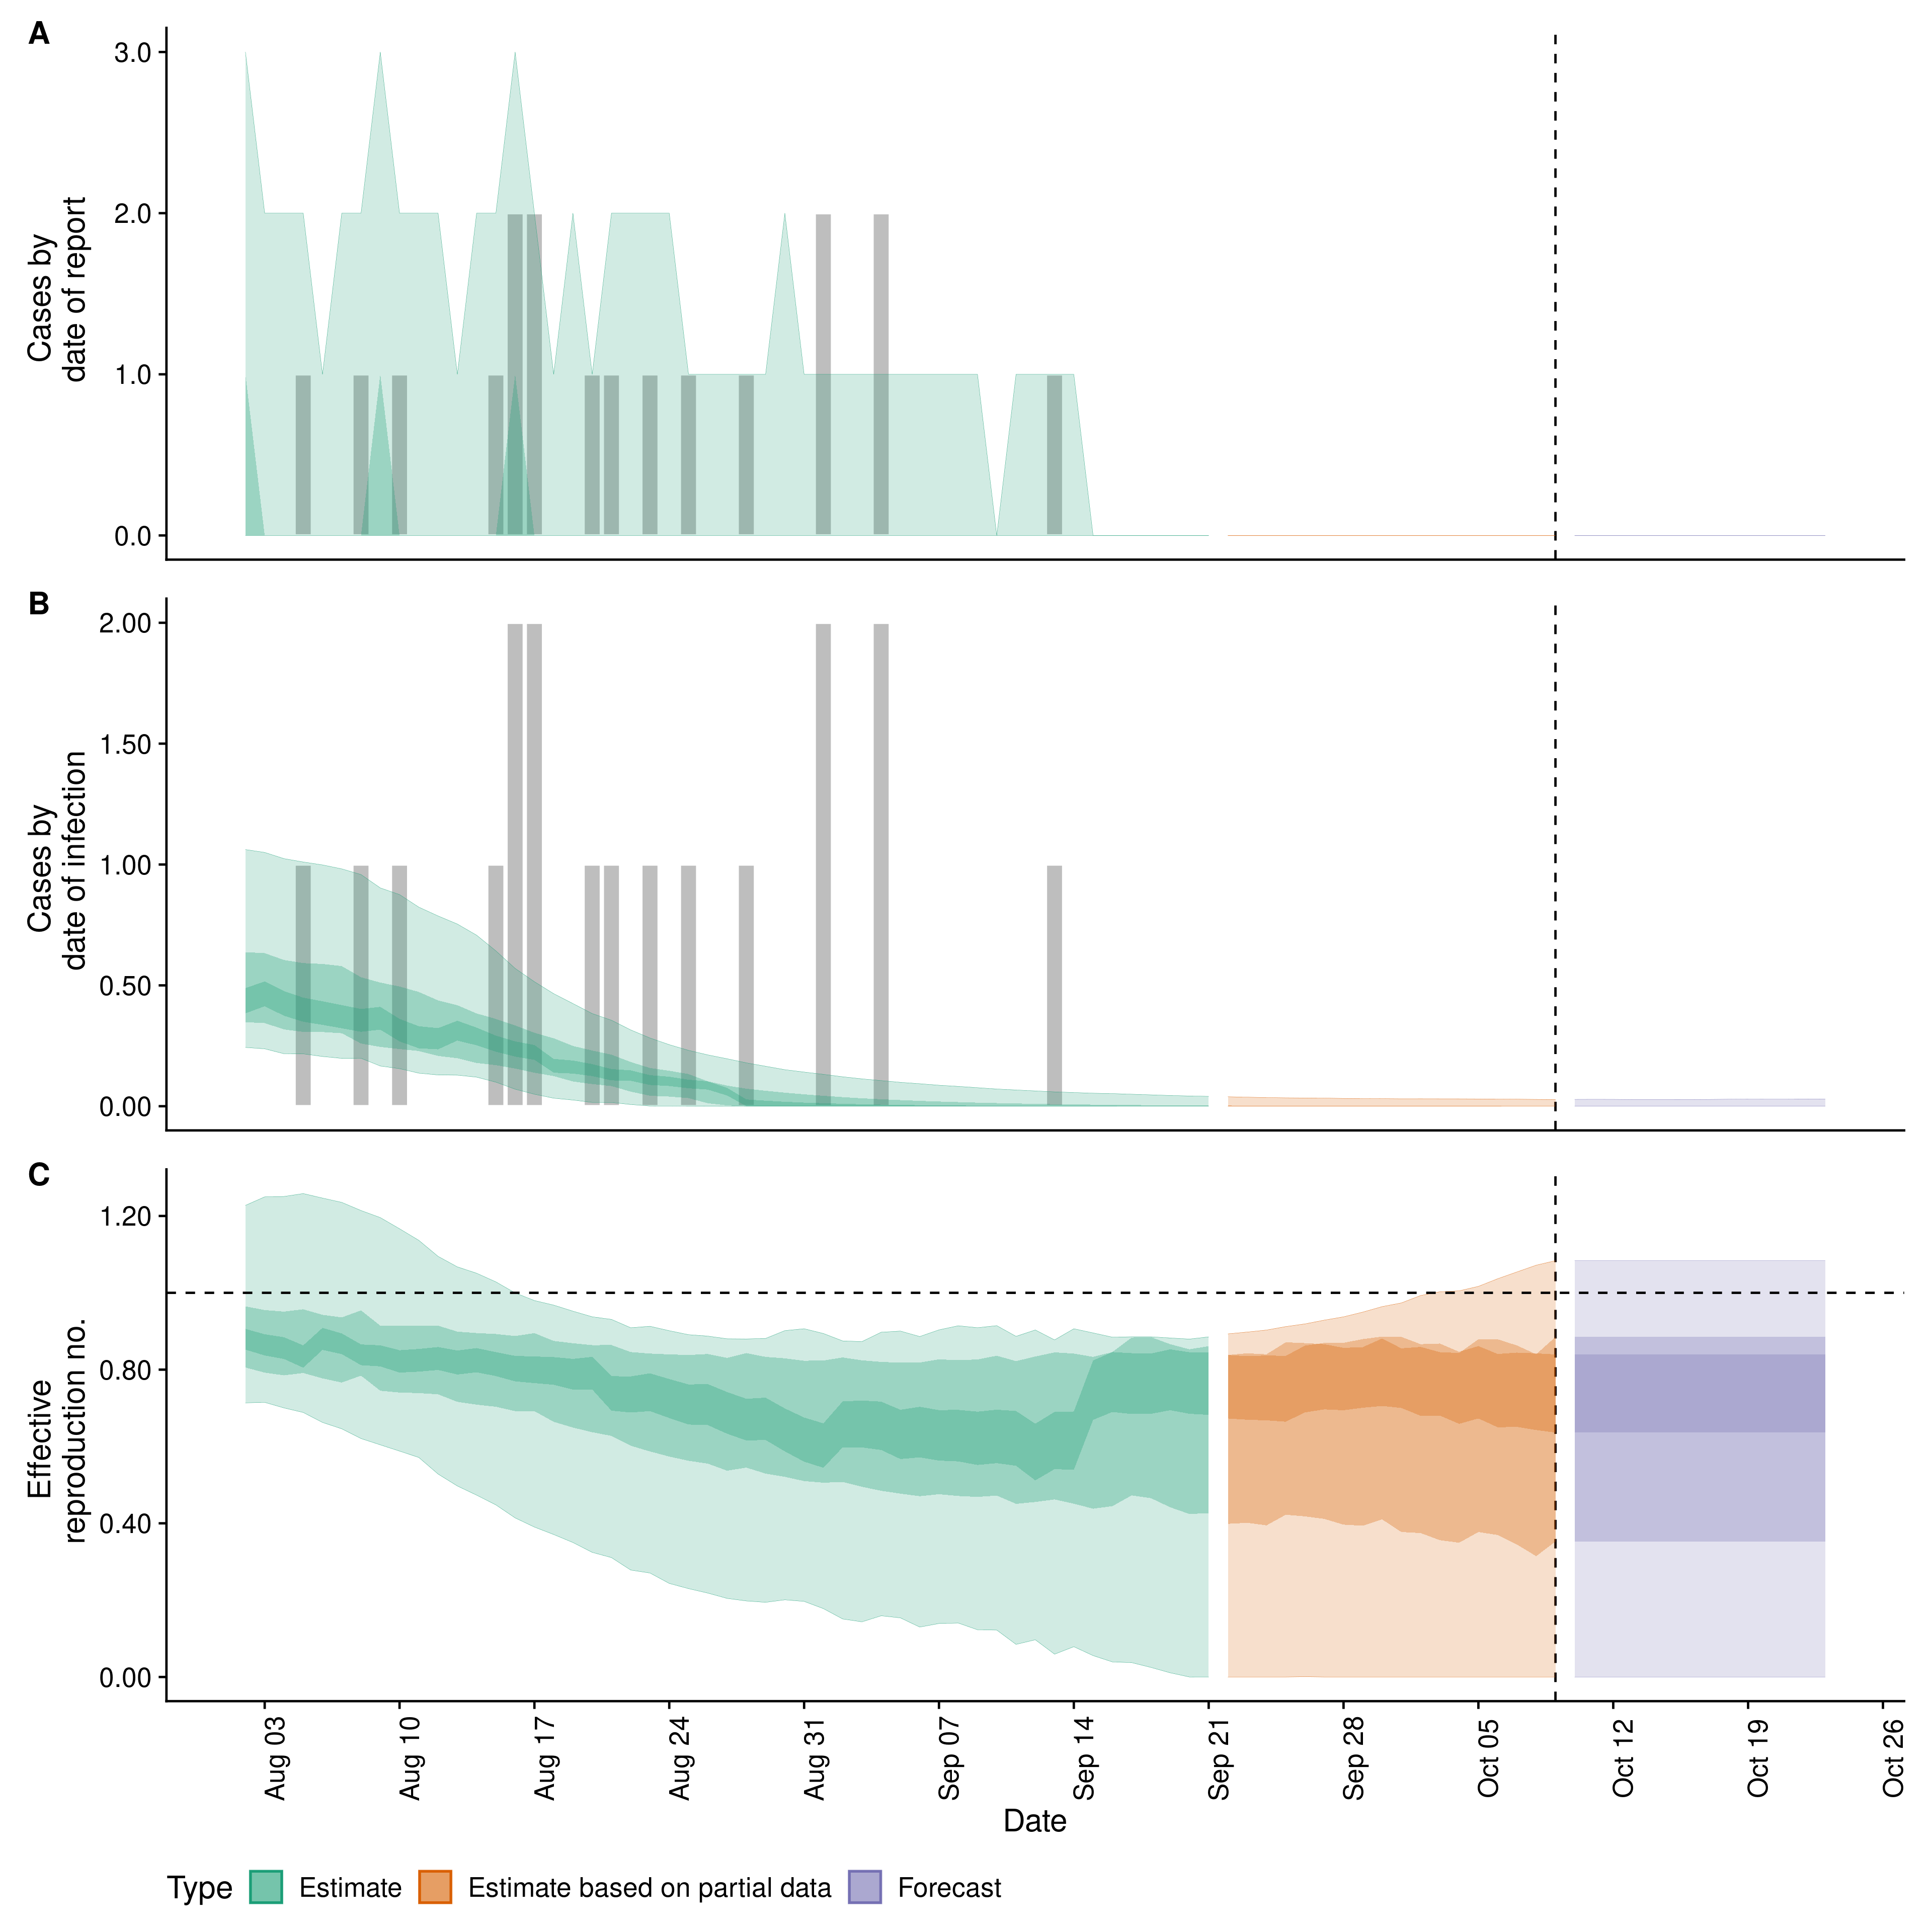 A
Cases by
date of report
3.0
2.0
1.0
0.0
B
Cases by
date of infection
2.00
1.50
1.00
0.50
0.00
C
Effective
reproduction no.
1.20
0.80
0.40
0.00
Aug 03
Aug 10
Aug 17
Aug 24
Aug 31
Sep 07
Sep 14
Sep 21
Sep 28
Oct 05
Oct 12
Oct 19
Oct 26
Date
Type Estimate Estimate based on partial data Forecast